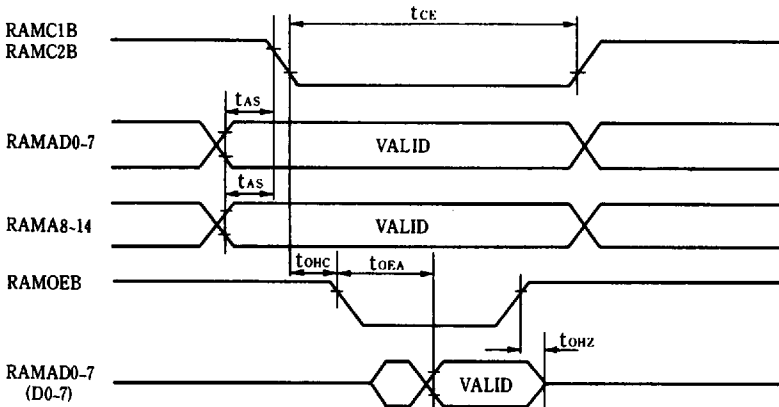 RAMC1B
RAMC2B
tCE
tAS
RAMAD0-7
VALID
tAS
RAMA8~14
VALID
tOHC
tOEA
RAMOEB
tOHZ
RAMAD0-7
(D0-7)
VALID